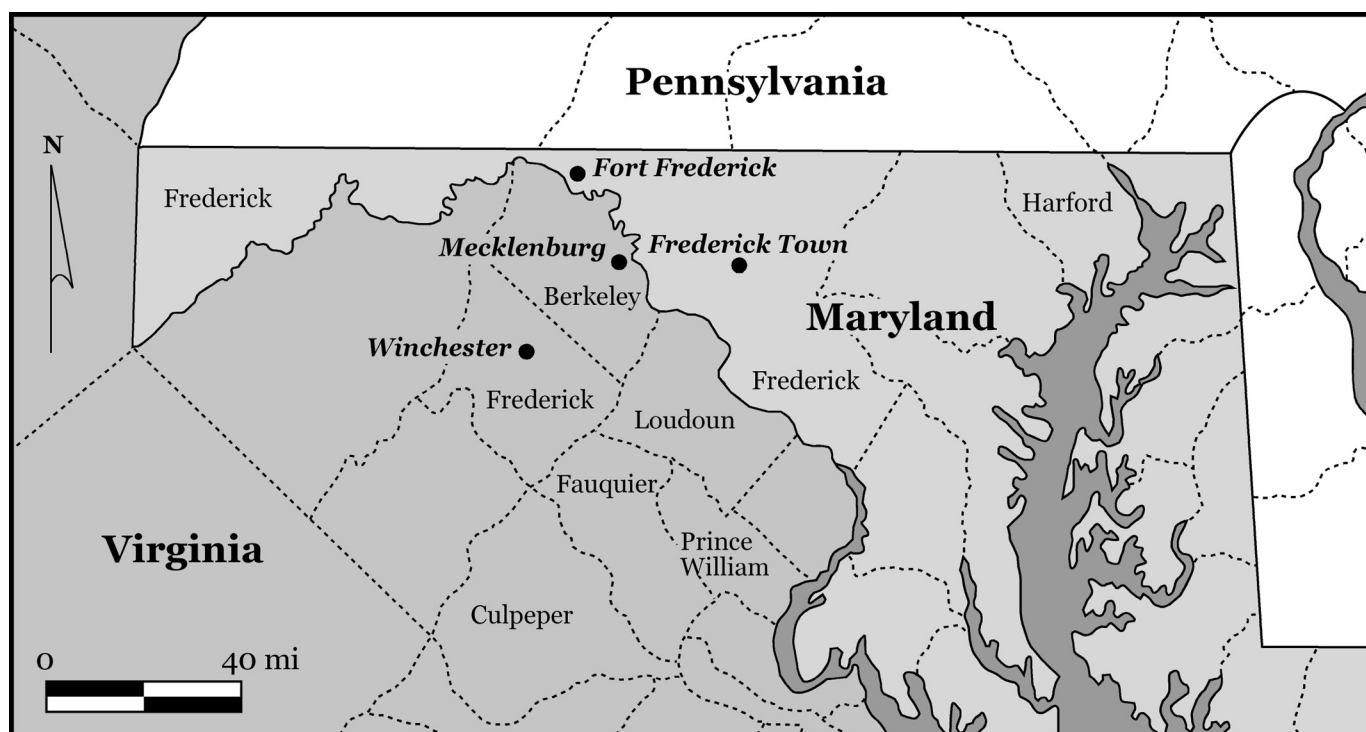 Pennsylvania
N
Fort Frederick
Frederick
Harford
Mecklenburg
Frederick Town
Berkeley
Maryland
Winchester
Frederick
Frederick
Loudoun
Fauquier
Virginia
Prince
William
Culpeper
0
40 mi